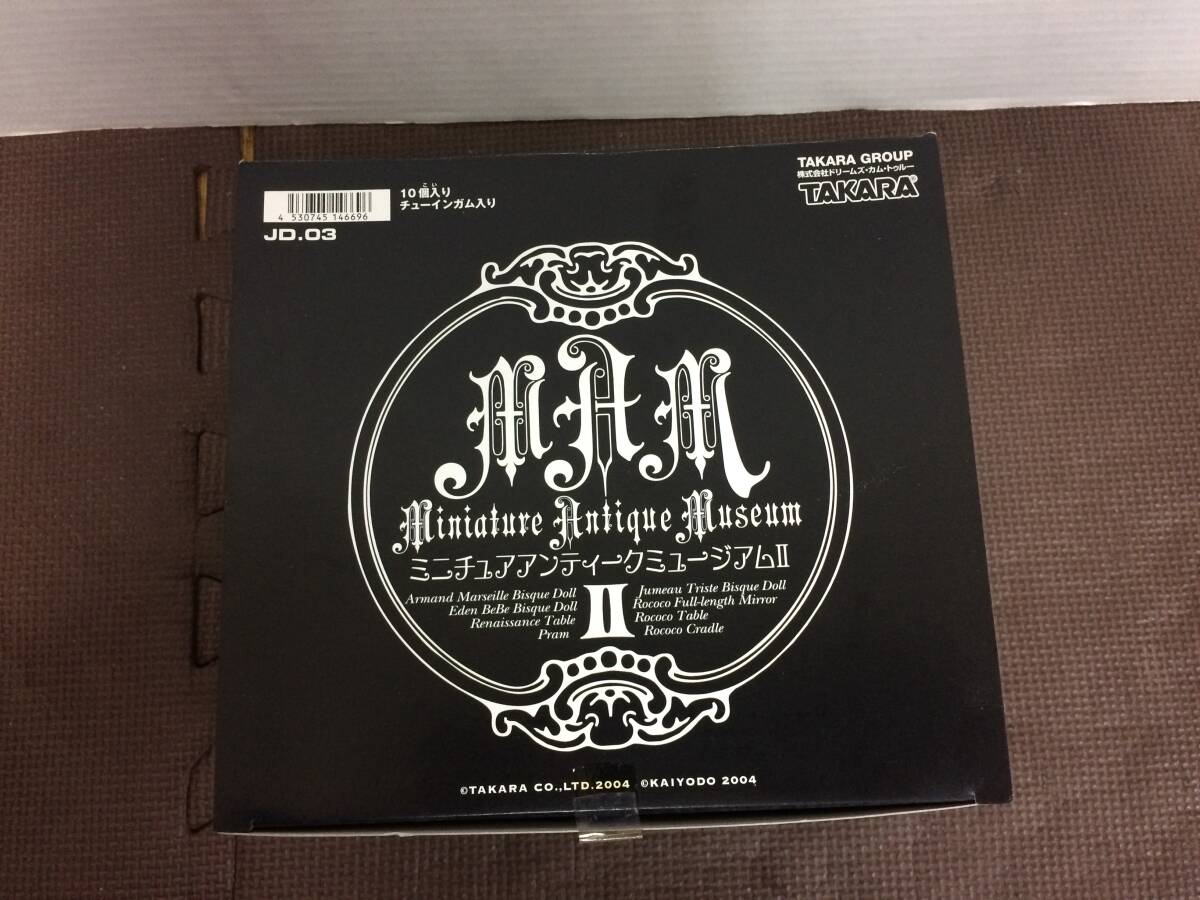 4 530745 146696
JD.03
10個入り
こい
チューインガム入り
TAKARA GROUP
株式会社ドリームズ・カム・トゥルー
TAKARA
MAM
Miniature Antique Museum
ミニチュアアンティークミュージアムII
Armand Marseille Bisque Doll
Eden BeBe Bisque Doll
Renaissance Table
Pram
II
Jumeau Triste Bisque Doll
Rococo Full-length Mirror
Rococo Table
Rococo Cradle
©TAKARA CO.,LTD.2004 ©KAIYODO 2004